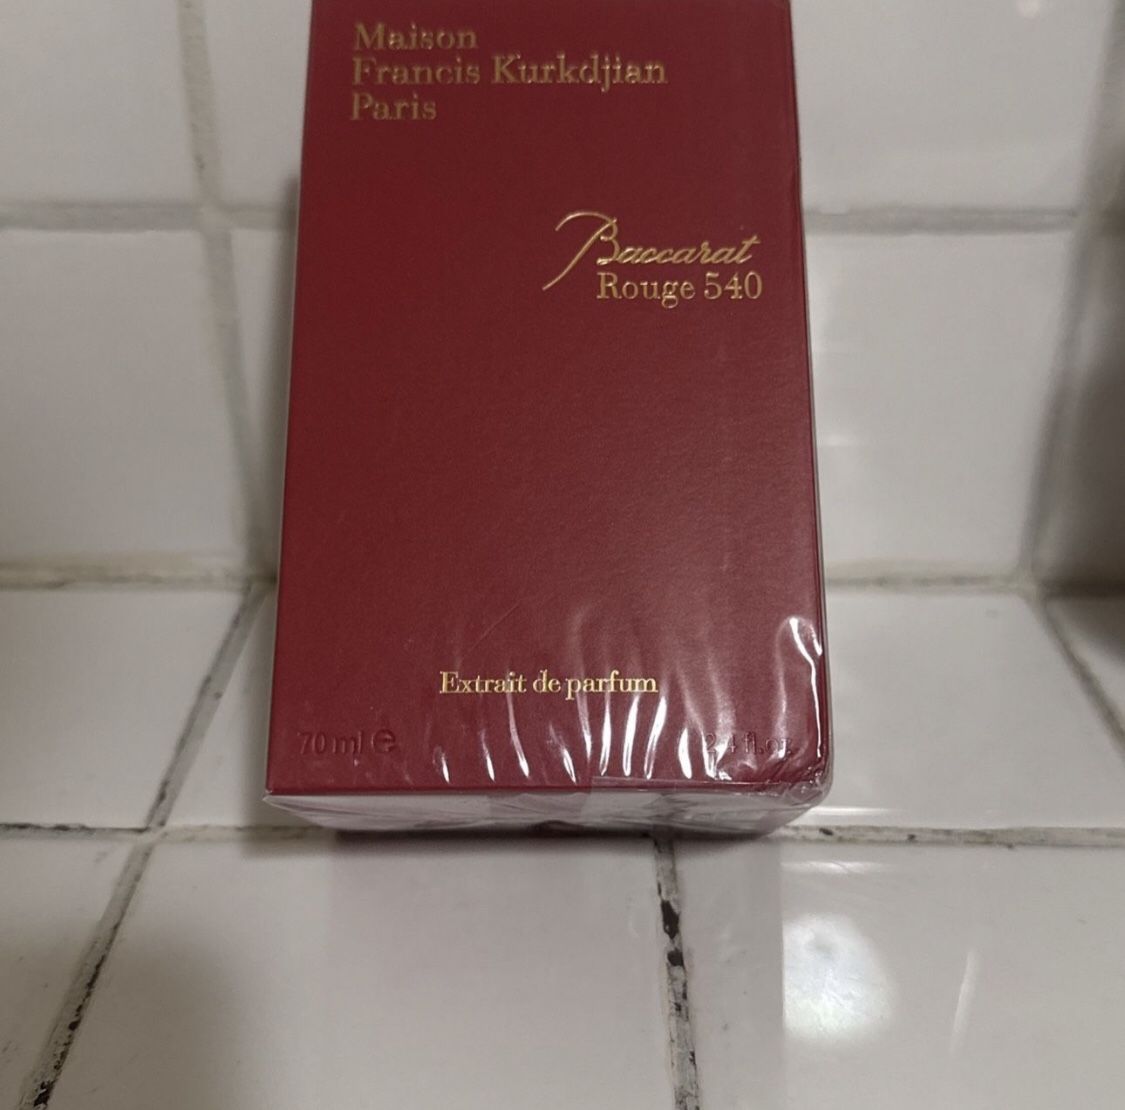 Maison
Francis Kurkdjian
Paris
Baccarat
Rouge 540
Extrait de parfum
70 ml ℮ 2.4 fl.oz.